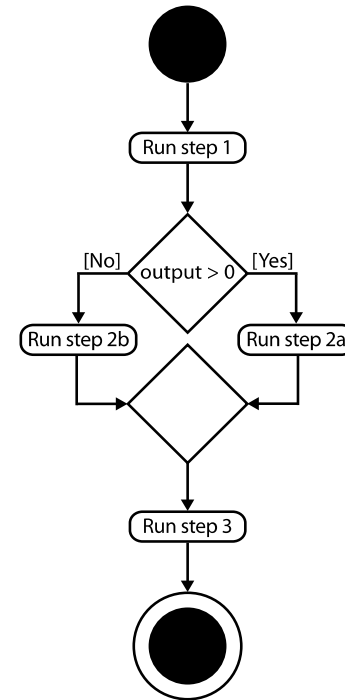 Run step 1
[No]
output > 0
[Yes]
Run step 2b
Run step 2a
Run step 3